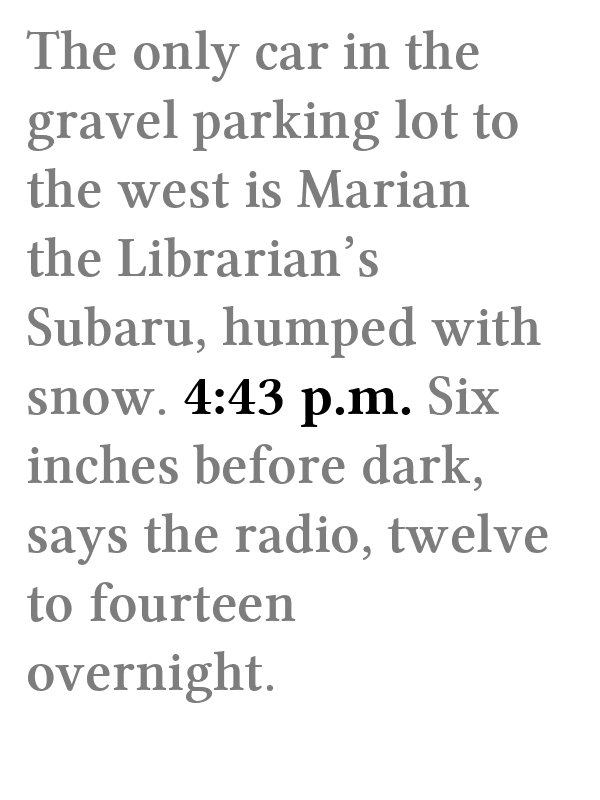 The only car in the
gravel parking lot to
the west is Marian
the Librarian’s
Subaru, humped with
snow. 4:43 p.m. Six
inches before dark,
says the radio, twelve
to fourteen
overnight.